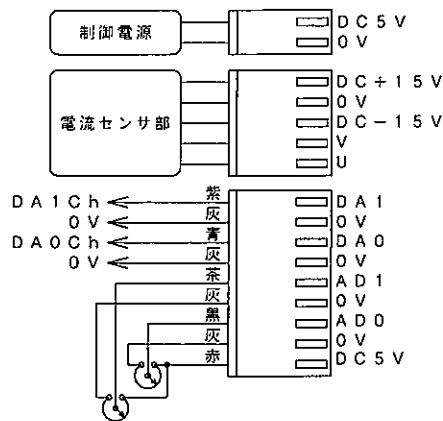 制御電源
DC5V
0V
電流センサ部
DC+15V
0V
DC-15V
V
U
DA1Ch
0V
DA0Ch
0V
紫
灰
青
灰
茶
灰
黒
灰
赤
DA1
0V
DA0
0V
AD1
0V
AD0
0V
DC5V